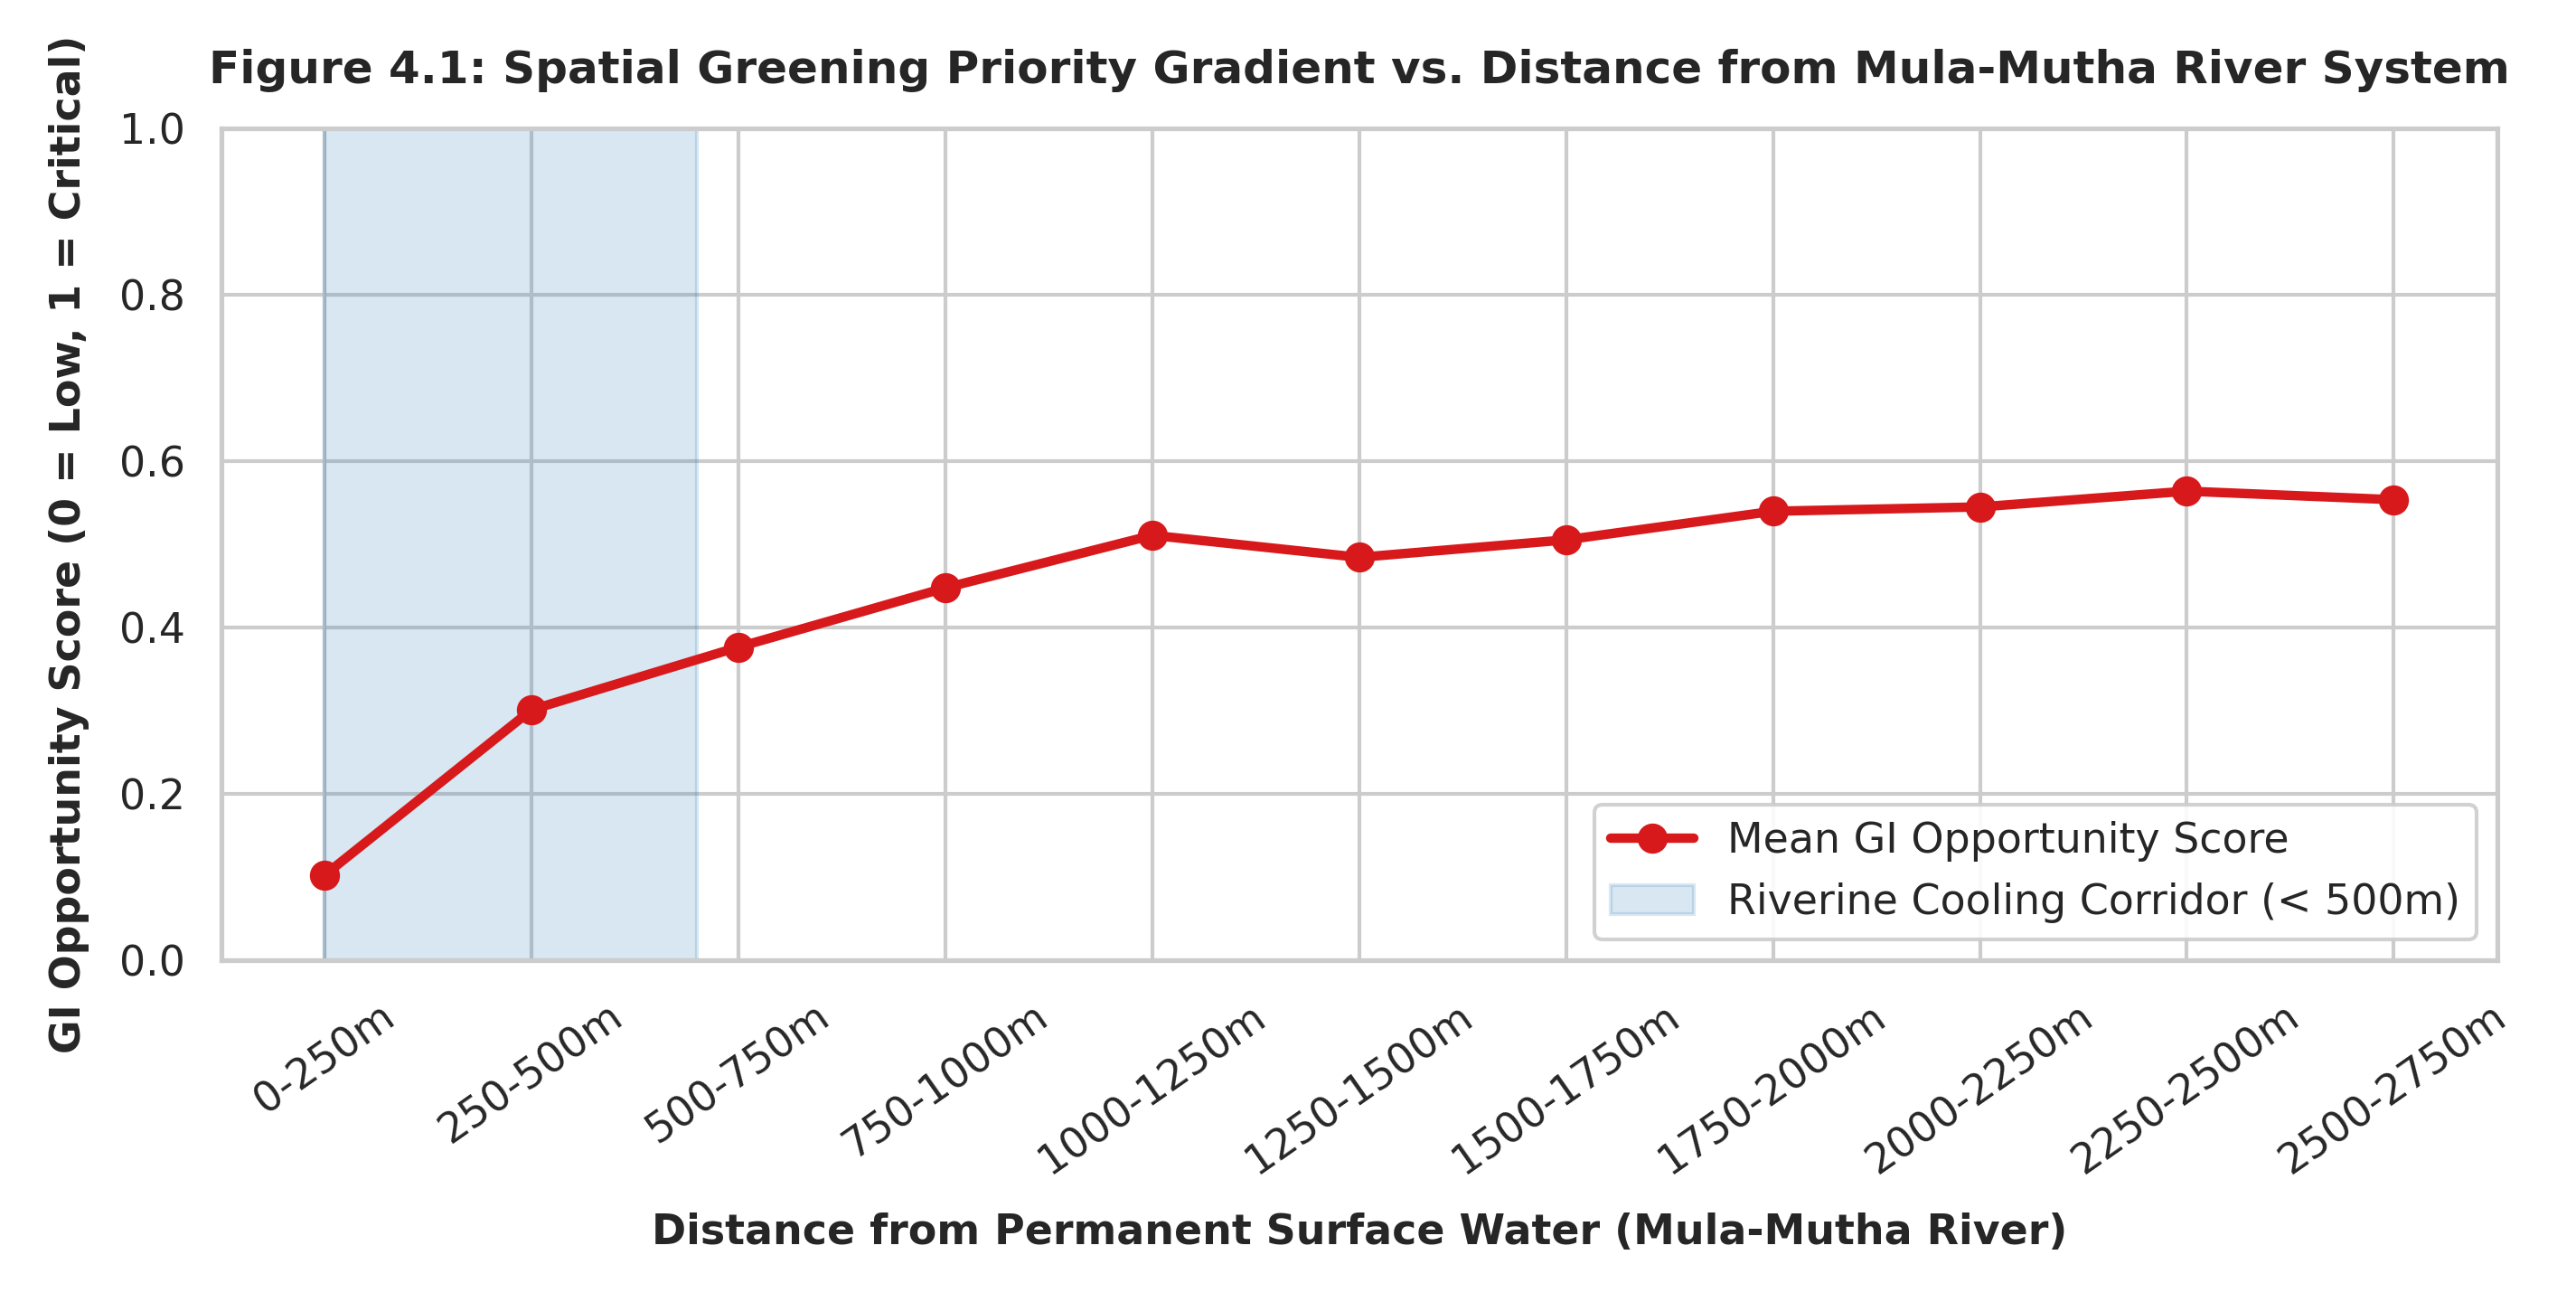 Figure 4.1: Spatial Greening Priority Gradient vs. Distance from Mula-Mutha River System
GI Opportunity Score (0 = Low, 1 = Critical)
1.0
0.8
0.6
0.4
0.2
0.0
Mean GI Opportunity Score
Riverine Cooling Corridor (< 500m)
0-250m
250-500m
500-750m
750-1000m
1000-1250m
1250-1500m
1500-1750m
1750-2000m
2000-2250m
2250-2500m
2500-2750m
Distance from Permanent Surface Water (Mula-Mutha River)